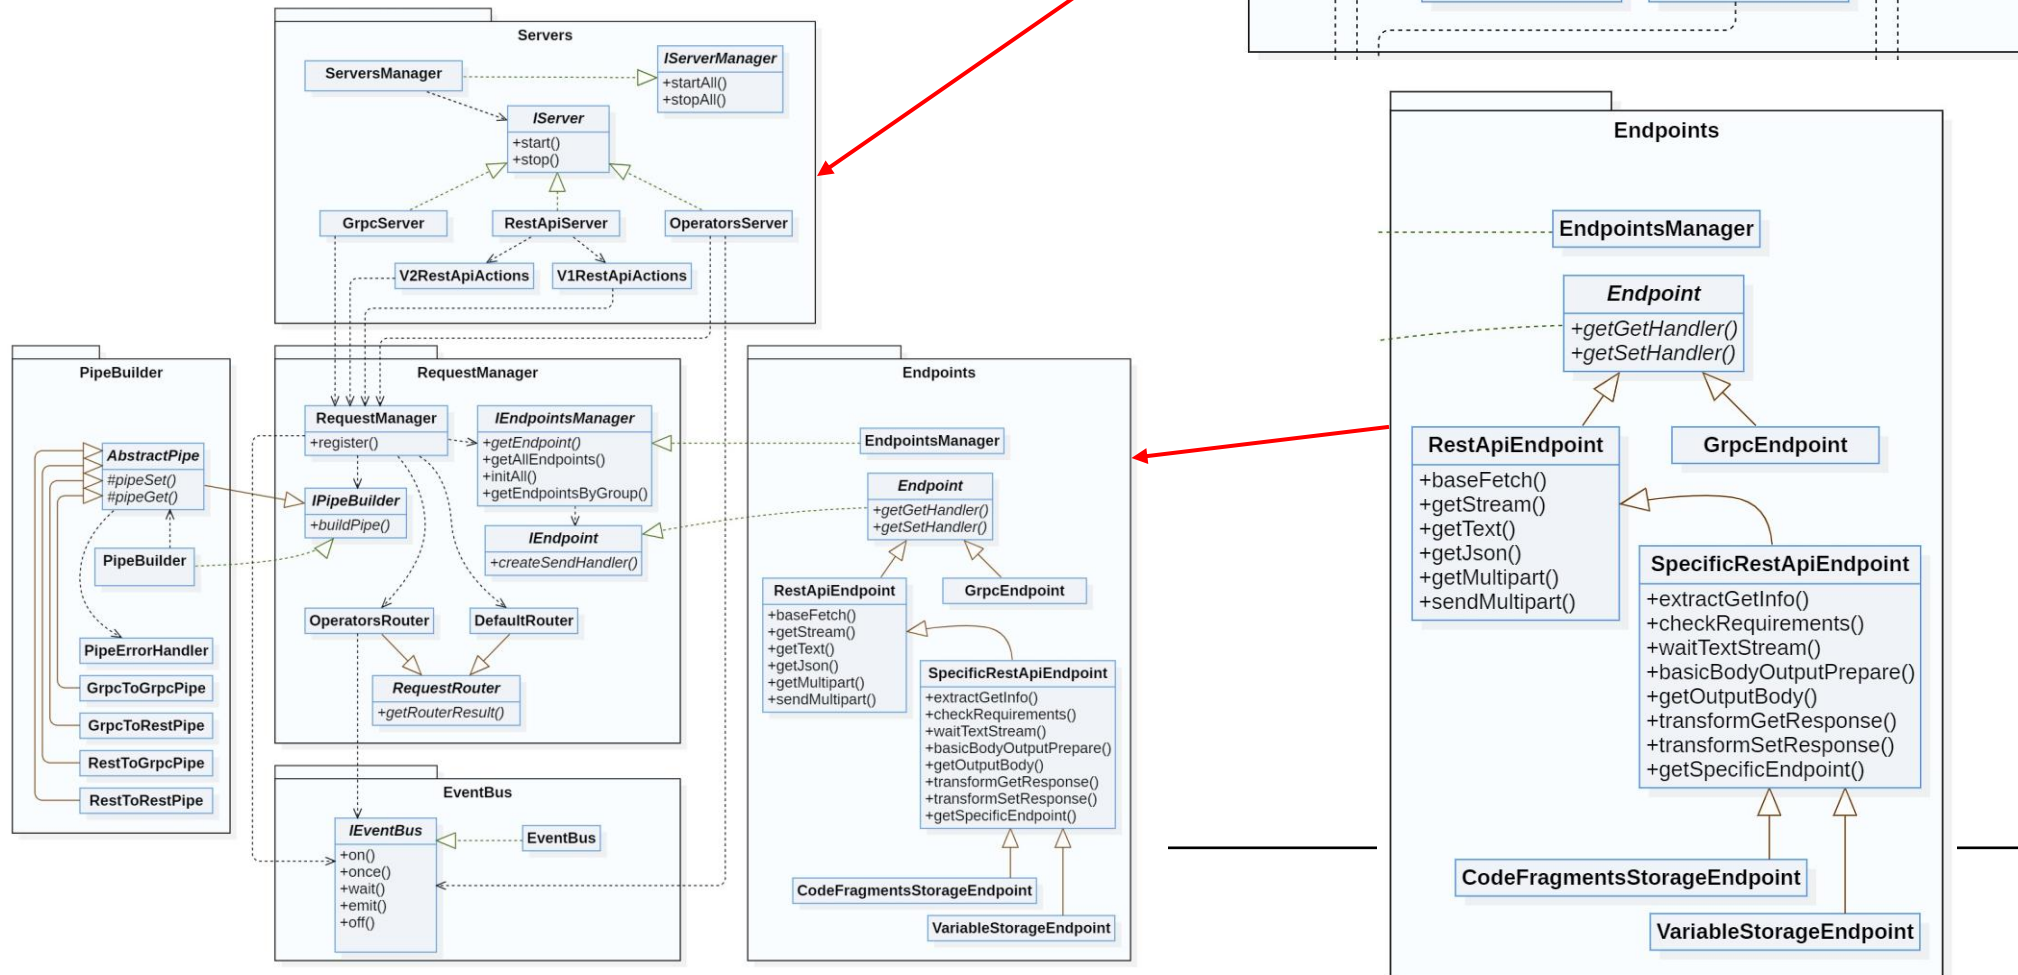 Servers
ServersManager
IServerManager
+startAll()
+stopAll()
IServer
+start()
+stop()
GrpcServer
RestApiServer
OperatorsServer
V2RestApiActions
V1RestApiActions
PipeBuilder
AbstractPipe
#pipeSet()
#pipeGet()
PipeBuilder
PipeErrorHandler
GrpcToGrpcPipe
GrpcToRestPipe
RestToGrpcPipe
RestToRestPipe
RequestManager
RequestManager
+register()
IEndpointsManager
+getEndpoint()
+getAllEndpoints()
+initAll()
+getEndpointsByGroup()
IPipeBuilder
+buildPipe()
IEndpoint
+createSendHandler()
OperatorsRouter
DefaultRouter
RequestRouter
+getRouterResult()
EventBus
IEventBus
+on()
+once()
+wait()
+emit()
+off()
EventBus
Endpoints
EndpointsManager
Endpoint
+getGetHandler()
+getSetHandler()
RestApiEndpoint
+baseFetch()
+getStream()
+getText()
+getJson()
+getMultipart()
+sendMultipart()
GrpcEndpoint
SpecificRestApiEndpoint
+extractGetInfo()
+checkRequirements()
+waitTextStream()
+basicBodyOutputPrepare()
+getOutputBody()
+transformGetResponse()
+transformSetResponse()
+getSpecificEndpoint()
CodeFragmentsStorageEndpoint
VariableStorageEndpoint
Endpoints
EndpointsManager
Endpoint
+getGetHandler()
+getSetHandler()
RestApiEndpoint
+baseFetch()
+getStream()
+getText()
+getJson()
+getMultipart()
+sendMultipart()
GrpcEndpoint
SpecificRestApiEndpoint
+extractGetInfo()
+checkRequirements()
+waitTextStream()
+basicBodyOutputPrepare()
+getOutputBody()
+transformGetResponse()
+transformSetResponse()
+getSpecificEndpoint()
CodeFragmentsStorageEndpoint
VariableStorageEndpoint